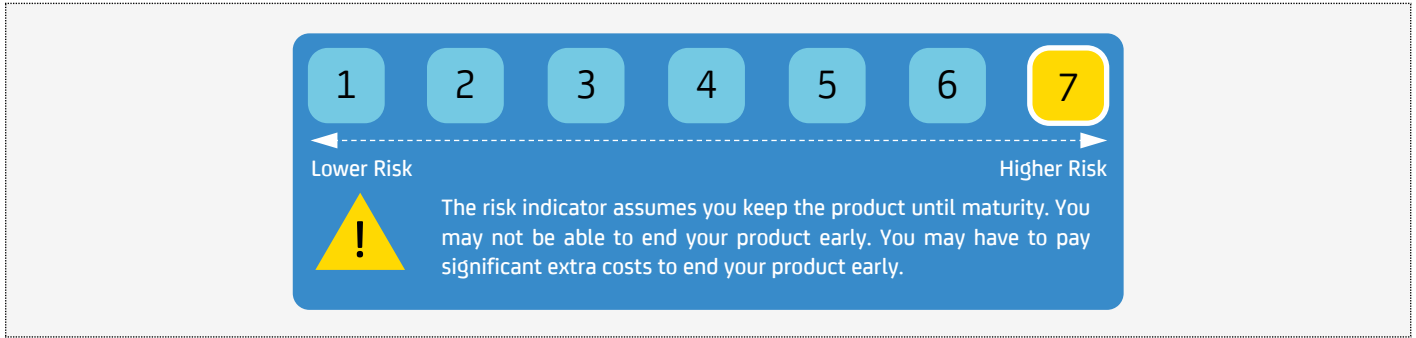 1 2 3 4 5 6 7
Lower Risk Higher Risk
The risk indicator assumes you keep the product until maturity. You
! may not be able to end your product early. You may have to pay
significant extra costs to end your product early.